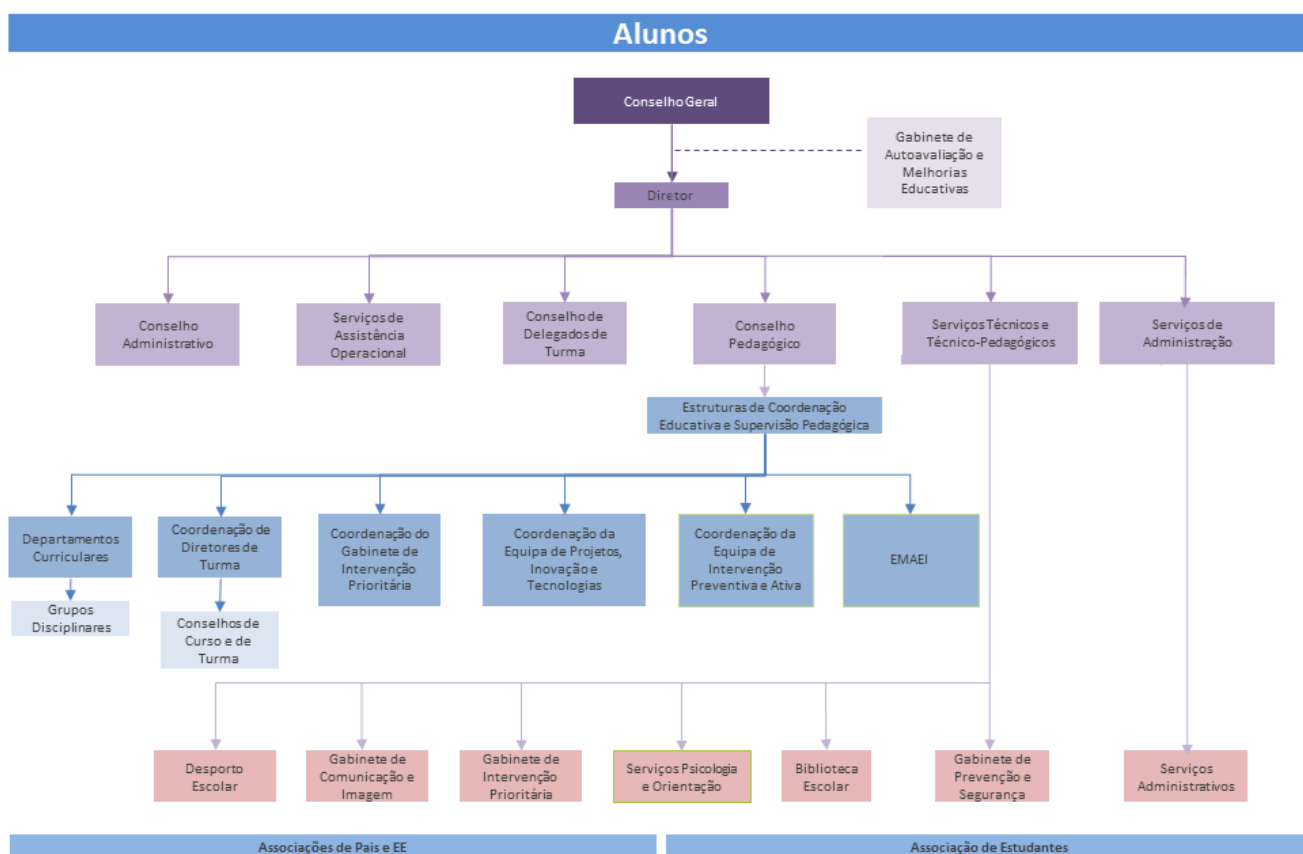 Alunos
Conselho Geral
Gabinete de
Autoavaliação e
Melhorias
Educativas
Diretor
Conselho
Administrativo
Serviços de
Assistência
Operacional
Conselho de
Delegados de
Turma
Conselho
Pedagógico
Serviços Técnicos e
Técnico-Pedagógicos
Serviços de
Administração
Estruturas de Coordenação
Educativa e Supervisão Pedagógica
Departamentos
Curriculares
Coordenação de
Diretores de
Turma
Coordenação do
Gabinete de
Intervenção
Prioritária
Coordenação da
Equipa de Projetos,
Inovação e
Tecnologias
Coordenação da
Equipa de
Intervenção
Preventiva e Ativa
EMAEI
Grupos
Disciplinares
Conselhos de
Curso e de
Turma
Desporto
Escolar
Gabinete de
Comunicação e
Imagem
Gabinete de
Intervenção
Prioritária
Serviços Psicologia
e Orientação
Biblioteca
Escolar
Gabinete de
Prevenção e
Segurança
Serviços
Administrativos
Associações de Pais e EE
Associação de Estudantes